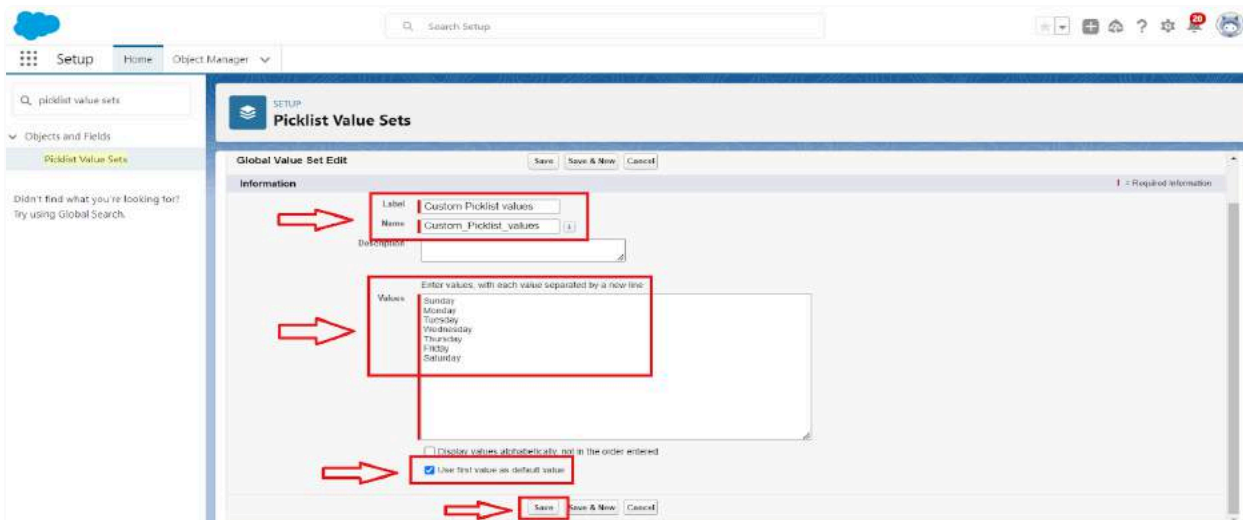 Search Setup
20
Setup Home Object Manager
picklist value sets
SETUP
Picklist Value Sets
Objects and Fields
Picklist Value Sets
Didn't find what you're looking for?
Try using Global Search.
Global Value Set Edit Save Save & New Cancel
Information = Required Information
Label Custom Picklist values
Name Custom_Picklist_values i
Description
Enter values, with each value separated by a new line
Values Sunday
Monday
Tuesday
Wednesday
Thursday
Friday
Saturday
Display values alphabetically, not in the order entered
Use first value as default value
Save Save & New Cancel